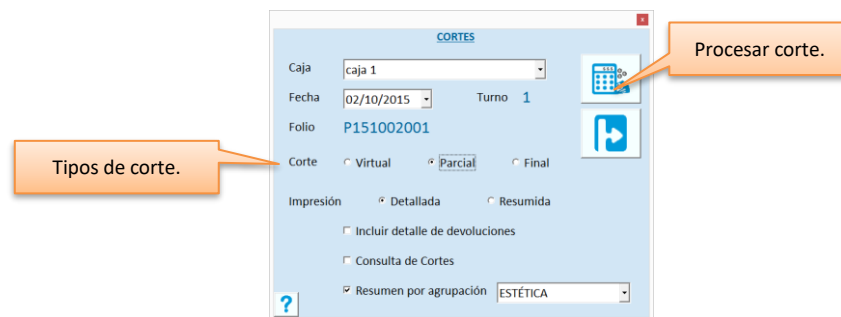 x
CORTES
Caja caja 1
Procesar corte.
Fecha 02/10/2015 Turno 1
Folio P151002001
Tipos de corte.
Corte Virtual Parcial Final
Impresión Detallada Resumida
Incluir detalle de devoluciones
Consulta de Cortes
Resumen por agrupación ESTÉTICA
?